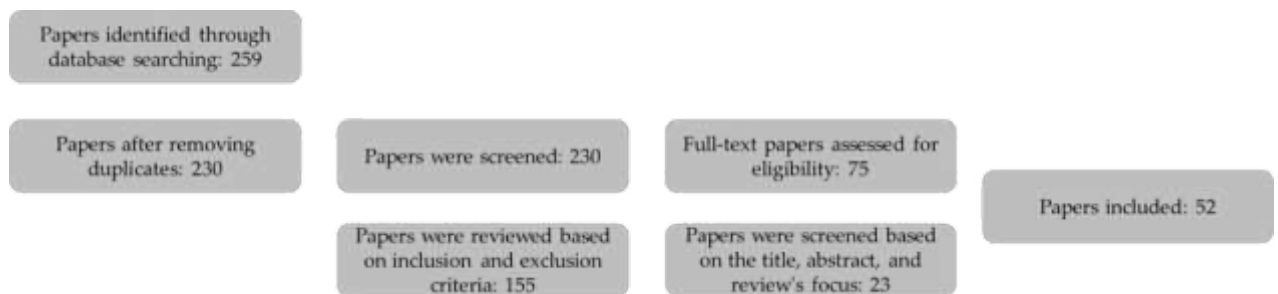 Papers identified through
database searching: 259
Papers after removing
duplicates: 230
Papers were screened: 230
Papers were reviewed based
on inclusion and exclusion
criteria: 155
Full-text papers assessed for
eligibility: 75
Papers were screened based
on the title, abstract, and
review's focus: 23
Papers included: 52